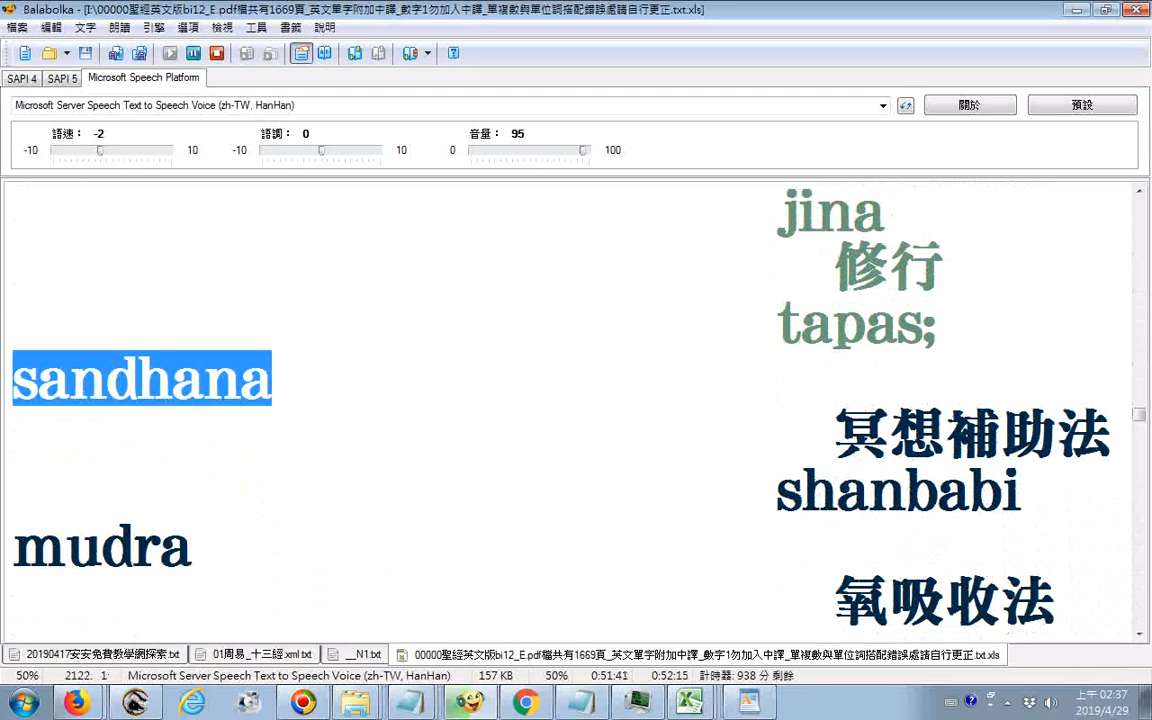 Balabolka - [I:\00000聖經英文版bi12_E.pdf檔共有1669頁_英文單字附加中譯_數字1勿加入中譯_單複數與單位詞搭配錯誤處請自行更正.txt.xls]
檔案 編輯 文字 朗讀 引擎 選項 檢視 工具 書籤 說明
SAPI 4 SAPI 5 Microsoft Speech Platform
Microsoft Server Speech Text to Speech Voice (zh-TW, HanHan) 關於 預設
語速： -2 語調： 0 音量： 95
-10 10 -10 10 0 100
jina
修行
tapas;
sandhana
冥想補助法
shanbabi
mudra
氧吸收法
20190417安安免費教學網探索.txt 01周易_十三經.xml.txt __N1.txt 00000聖經英文版bi12_E.pdf檔共有1669頁_英文單字附加中譯_數字1勿加入中譯_單複數與單位詞搭配錯誤處請自行更正.txt.xls
50% 2122: 1 Microsoft Server Speech Text to Speech Voice (zh-TW, HanHan) 157 KB 50% 0:51:41 0:52:15 計時器: 938 分 剩餘
上午 02:37
2019/4/29